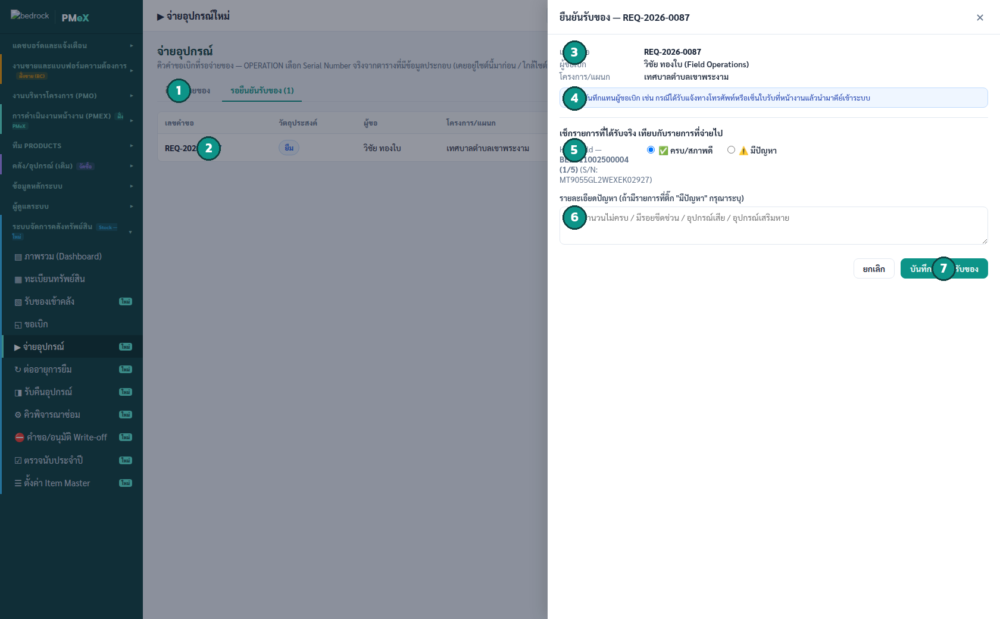 bedrock PMeX
แดชบอร์ดและแจ้งเตือน
งานขายและแบบฟอร์มความต้องการ
ฝั่งขาย (BC)
งานบริหารโครงการ (PMO)
การดำเนินงานหน้างาน (PMEX) ฝั่ง
PMeX
ทีม PRODUCTS
คลัง/อุปกรณ์ (เดิม) จัดซื้อ
ข้อมูลหลักระบบ
ผู้ดูแลระบบ
ระบบจัดการคลังทรัพย์สิน Stock —
ใหม่
ภาพรวม (Dashboard)
ทะเบียนทรัพย์สิน
รับของเข้าคลัง ใหม่
ขอเบิก
จ่ายอุปกรณ์ ใหม่
ต่ออายุการยืม ใหม่
รับคืนอุปกรณ์ ใหม่
คิวพิจารณาซ่อม ใหม่
คำขอ/อนุมัติ Write-off ใหม่
ตรวจนับประจำปี ใหม่
ตั้งค่า Item Master ใหม่
▶ จ่ายอุปกรณ์ใหม่
จ่ายอุปกรณ์
คิวคำขอเบิกที่รอจ่ายของ — OPERATION เลือก Serial Number จริงจากตารางที่มีข้อมูลประกอบ (เคยอยู่ไซต์นี้มาก่อน / ใกล้ไซต์
1 ยของ รอยืนยันรับของ (1)
เลขคำขอ วัตถุประสงค์ ผู้ขอ โครงการ/แผนก
REQ-202 2 ยืม วิชัย ทองใบ เทศบาลตำบลเขาพระงาม
ยืนยันรับของ — REQ-2026-0087 ✕
3 REQ-2026-0087
ผู้ขอเบิก วิชัย ทองใบ (Field Operations)
โครงการ/แผนก เทศบาลตำบลเขาพระงาม
4 ันทึกแทนผู้ขอเบิก เช่น กรณีได้รับแจ้งทางโทรศัพท์หรือเซ็นใบรับที่หน้างานแล้วนำมาคีย์เข้าระบบ
เช็กรายการที่ได้รับจริง เทียบกับรายการที่จ่ายไป
5 ld — ✅ ครบ/สภาพดี ⚠️ มีปัญหา
11002500004
(1/5) (S/N:
MT9055GL2WEXEK02927)
รายละเอียดปัญหา (ถ้ามีรายการที่ติ๊ก "มีปัญหา" กรุณาระบุ)
6 ำนวนไม่ครบ / มีรอยขีดข่วน / อุปกรณ์เสีย / อุปกรณ์เสริมหาย
ยกเลิก บันทึก 7 รับของ